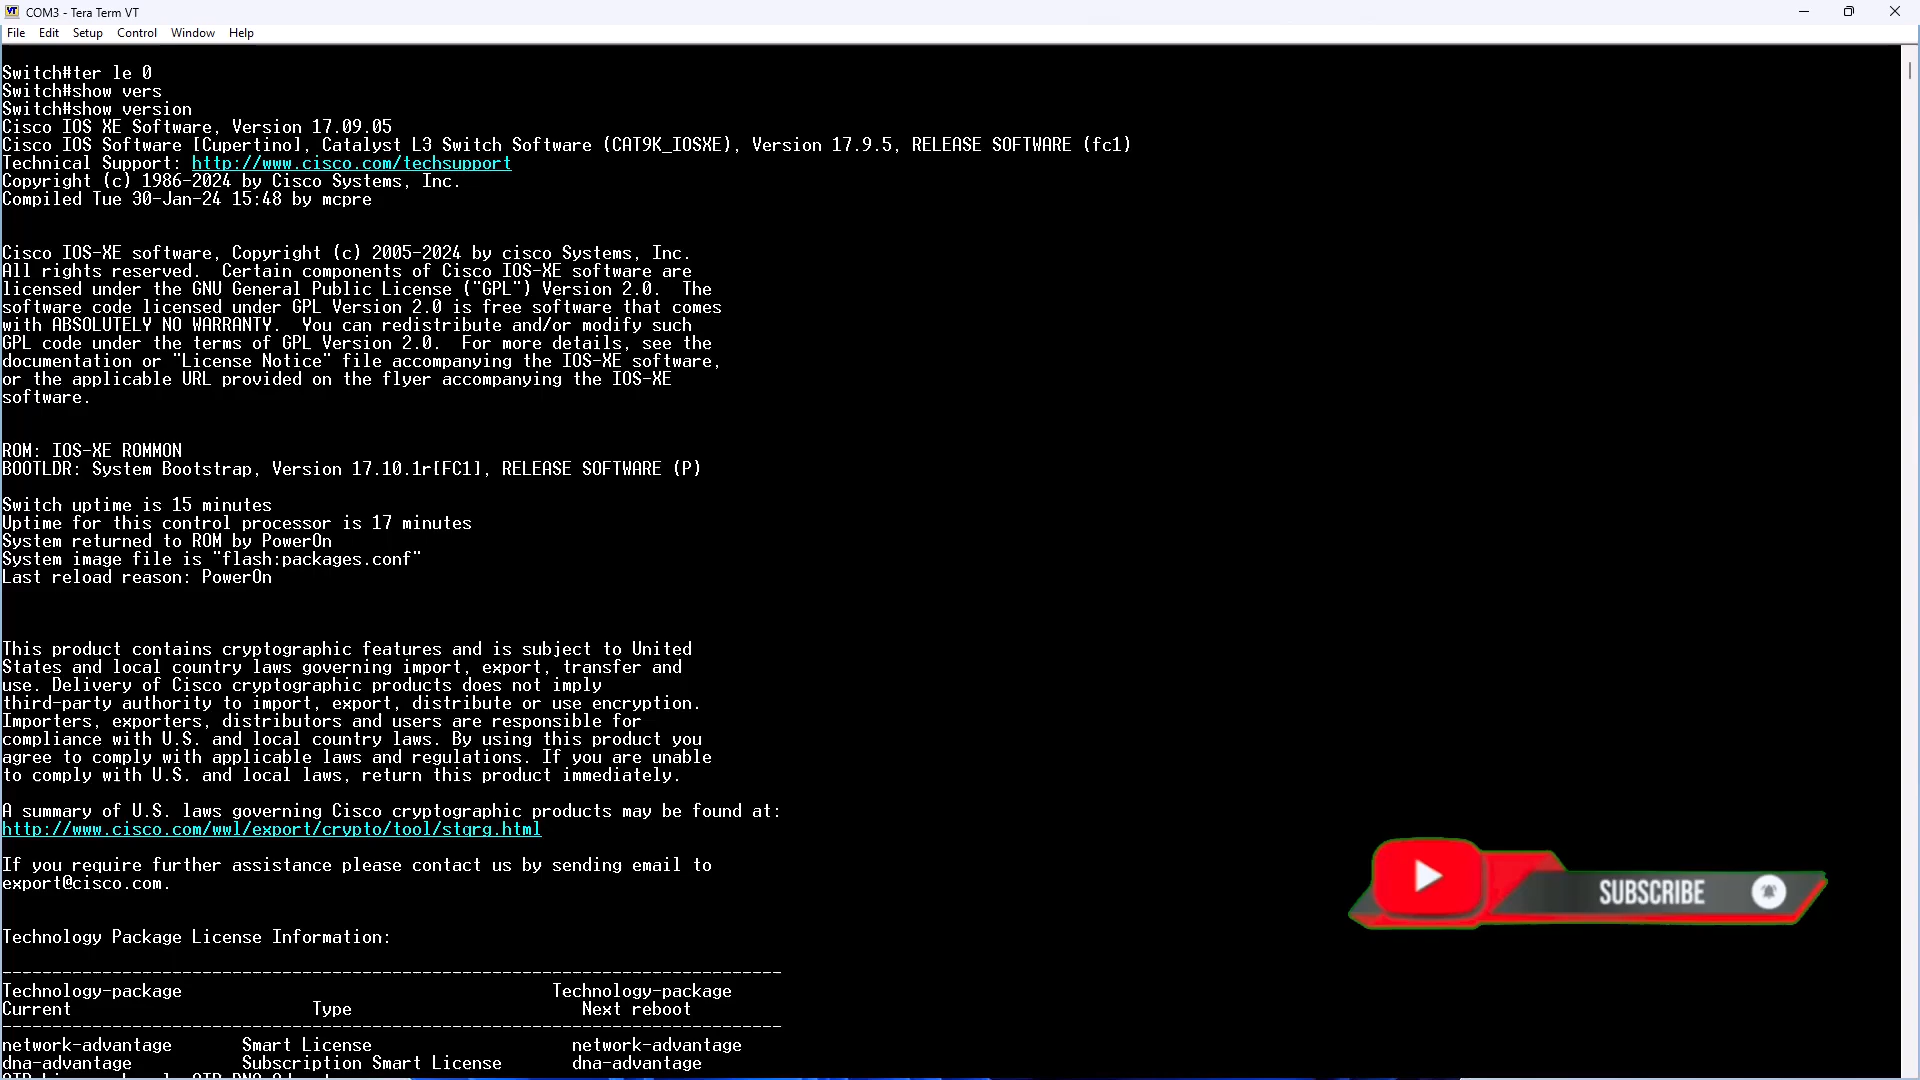 COM3 - Tera Term VT
File Edit Setup Control Window Help
Switch#ter le 0
Switch#show vers
Switch#show version
Cisco IOS XE Software, Version 17.09.05
Cisco IOS Software [Cupertino], Catalyst L3 Switch Software (CAT9K_IOSXE), Version 17.9.5, RELEASE SOFTWARE (fc1)
Technical Support: http://www.cisco.com/techsupport
Copyright (c) 1986-2024 by Cisco Systems, Inc.
Compiled Tue 30-Jan-24 15:48 by mcpre
Cisco IOS-XE software, Copyright (c) 2005-2024 by cisco Systems, Inc.
All rights reserved.  Certain components of Cisco IOS-XE software are
licensed under the GNU General Public License ("GPL") Version 2.0.  The
software code licensed under GPL Version 2.0 is free software that comes
with ABSOLUTELY NO WARRANTY.  You can redistribute and/or modify such
GPL code under the terms of GPL Version 2.0.  For more details, see the
documentation or "License Notice" file accompanying the IOS-XE software,
or the applicable URL provided on the flyer accompanying the IOS-XE
software.
ROM: IOS-XE ROMMON
BOOTLDR: System Bootstrap, Version 17.10.1r[FC1], RELEASE SOFTWARE (P)
Switch uptime is 15 minutes
Uptime for this control processor is 17 minutes
System returned to ROM by PowerOn
System image file is "flash:packages.conf"
Last reload reason: PowerOn
This product contains cryptographic features and is subject to United
States and local country laws governing import, export, transfer and
use. Delivery of Cisco cryptographic products does not imply
third-party authority to import, export, distribute or use encryption.
Importers, exporters, distributors and users are responsible for
compliance with U.S. and local country laws. By using this product you
agree to comply with applicable laws and regulations. If you are unable
to comply with U.S. and local laws, return this product immediately.
A summary of U.S. laws governing Cisco cryptographic products may be found at:
http://www.cisco.com/wwl/export/crypto/tool/stqrg.html
If you require further assistance please contact us by sending email to
export@cisco.com.
SUBSCRIBE
Technology Package License Information:
------------------------------------------------------------------------------
Technology-package                                     Technology-package
Current                        Type                       Next reboot
------------------------------------------------------------------------------
network-advantage       Smart License                    network-advantage
dna-advantage           Subscription Smart License       dna-advantage